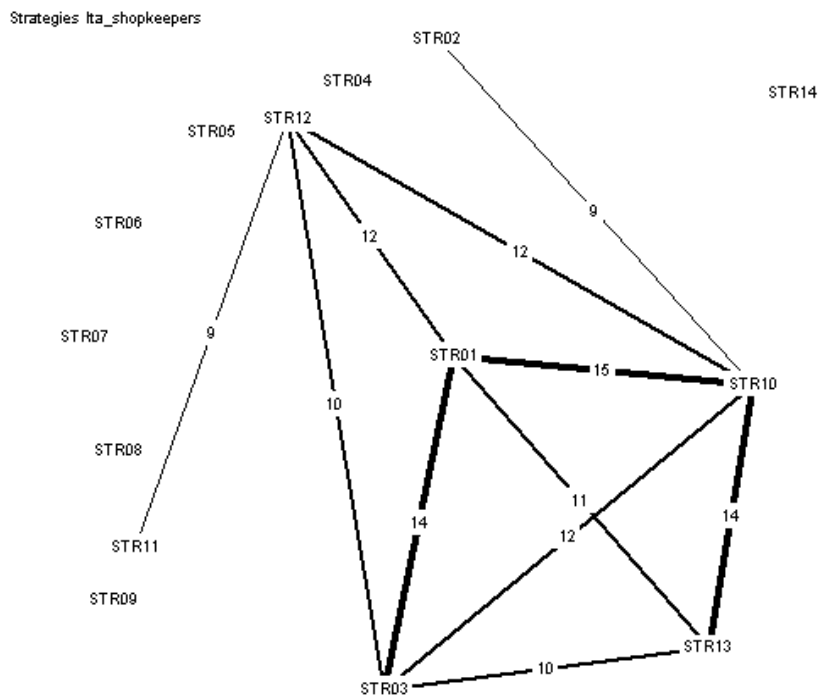 Strategies Ita_shopkeepers
STR02
STR04
STR14
STR12
STR05
9
STR06
12
12
9
STR07
STR01
15
STR10
10
STR08
11
14
14
12
STR11
STR09
STR13
10
STR03